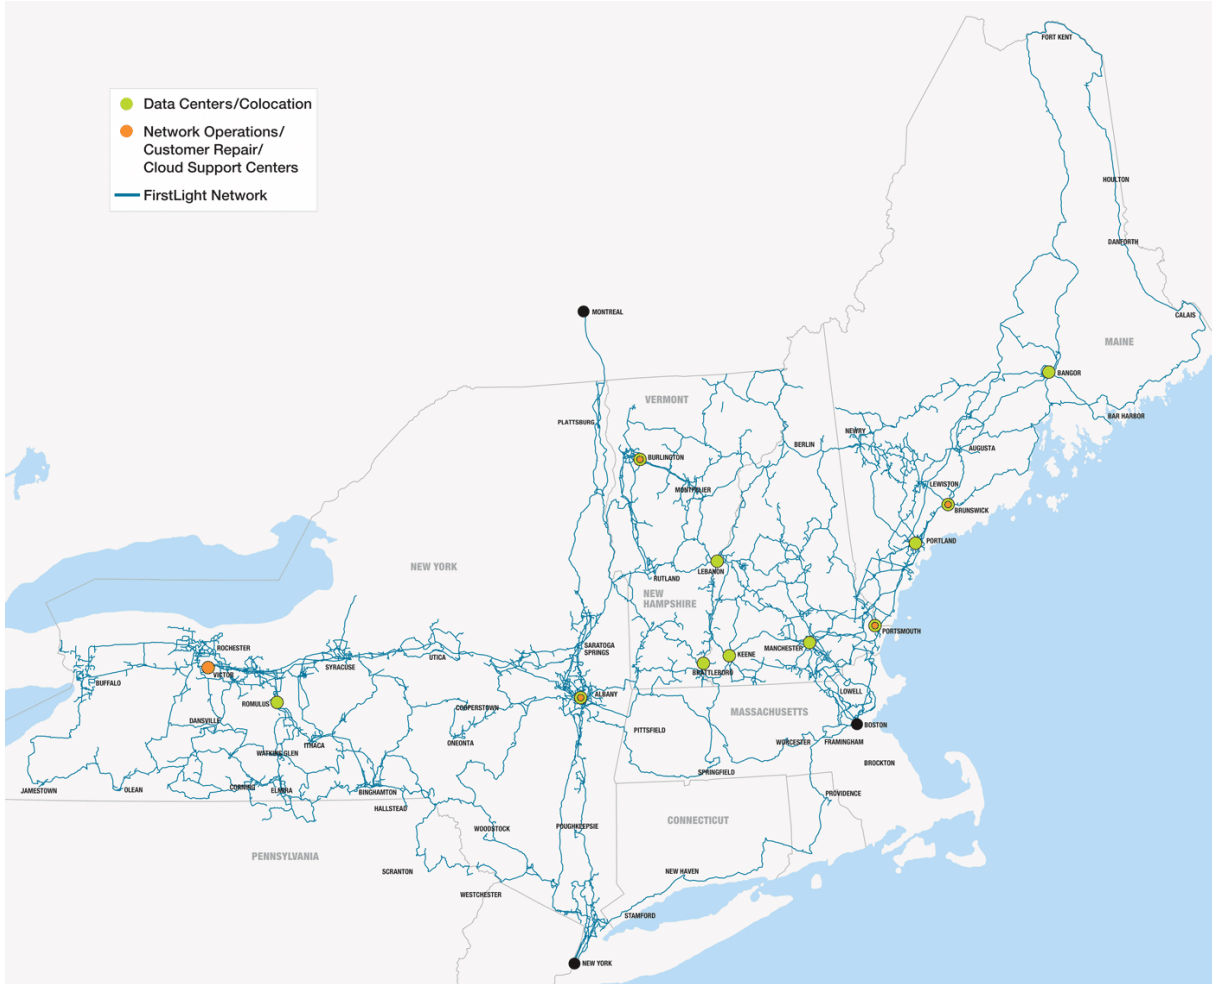 FORT KENT
Data Centers/Colocation
Network Operations/
Customer Repair/
Cloud Support Centers
FirstLight Network
HOULTON
DANFORTH
MONTREAL
CALAIS
MAINE
BANGOR
VERMONT
BAR HARBOR
PLATTSBURG
NEWRY
BERLIN
AUGUSTA
BURLINGTON
MONTPELIER
LEWISTON
BRUNSWICK
PORTLAND
NEW YORK
LEBANON
RUTLAND
NEW
HAMPSHIRE
PORTSMOUTH
ROCHESTER
SARATOGA
SPRINGS
MANCHESTER
KEENE
UTICA
SYRACUSE
VICTOR
BRATTLEBORO
BUFFALO
LOWELL
ALBANY
ROMULUS
COOPERSTOWN
MASSACHUSETTS
DANSVILLE
BOSTON
PITTSFIELD
ONEONTA
ITHACA
WORCESTER
FRAMINGHAM
WATKINS GLEN
BROCKTON
SPRINGFIELD
JAMESTOWN
OLEAN
CORNING
ELMIRA
BINGHAMTON
PROVIDENCE
HALLSTEAD
CONNECTICUT
WOODSTOCK
POUGHKEEPSIE
PENNSYLVANIA
SCRANTON
NEW HAVEN
WESTCHESTER
STAMFORD
NEW YORK